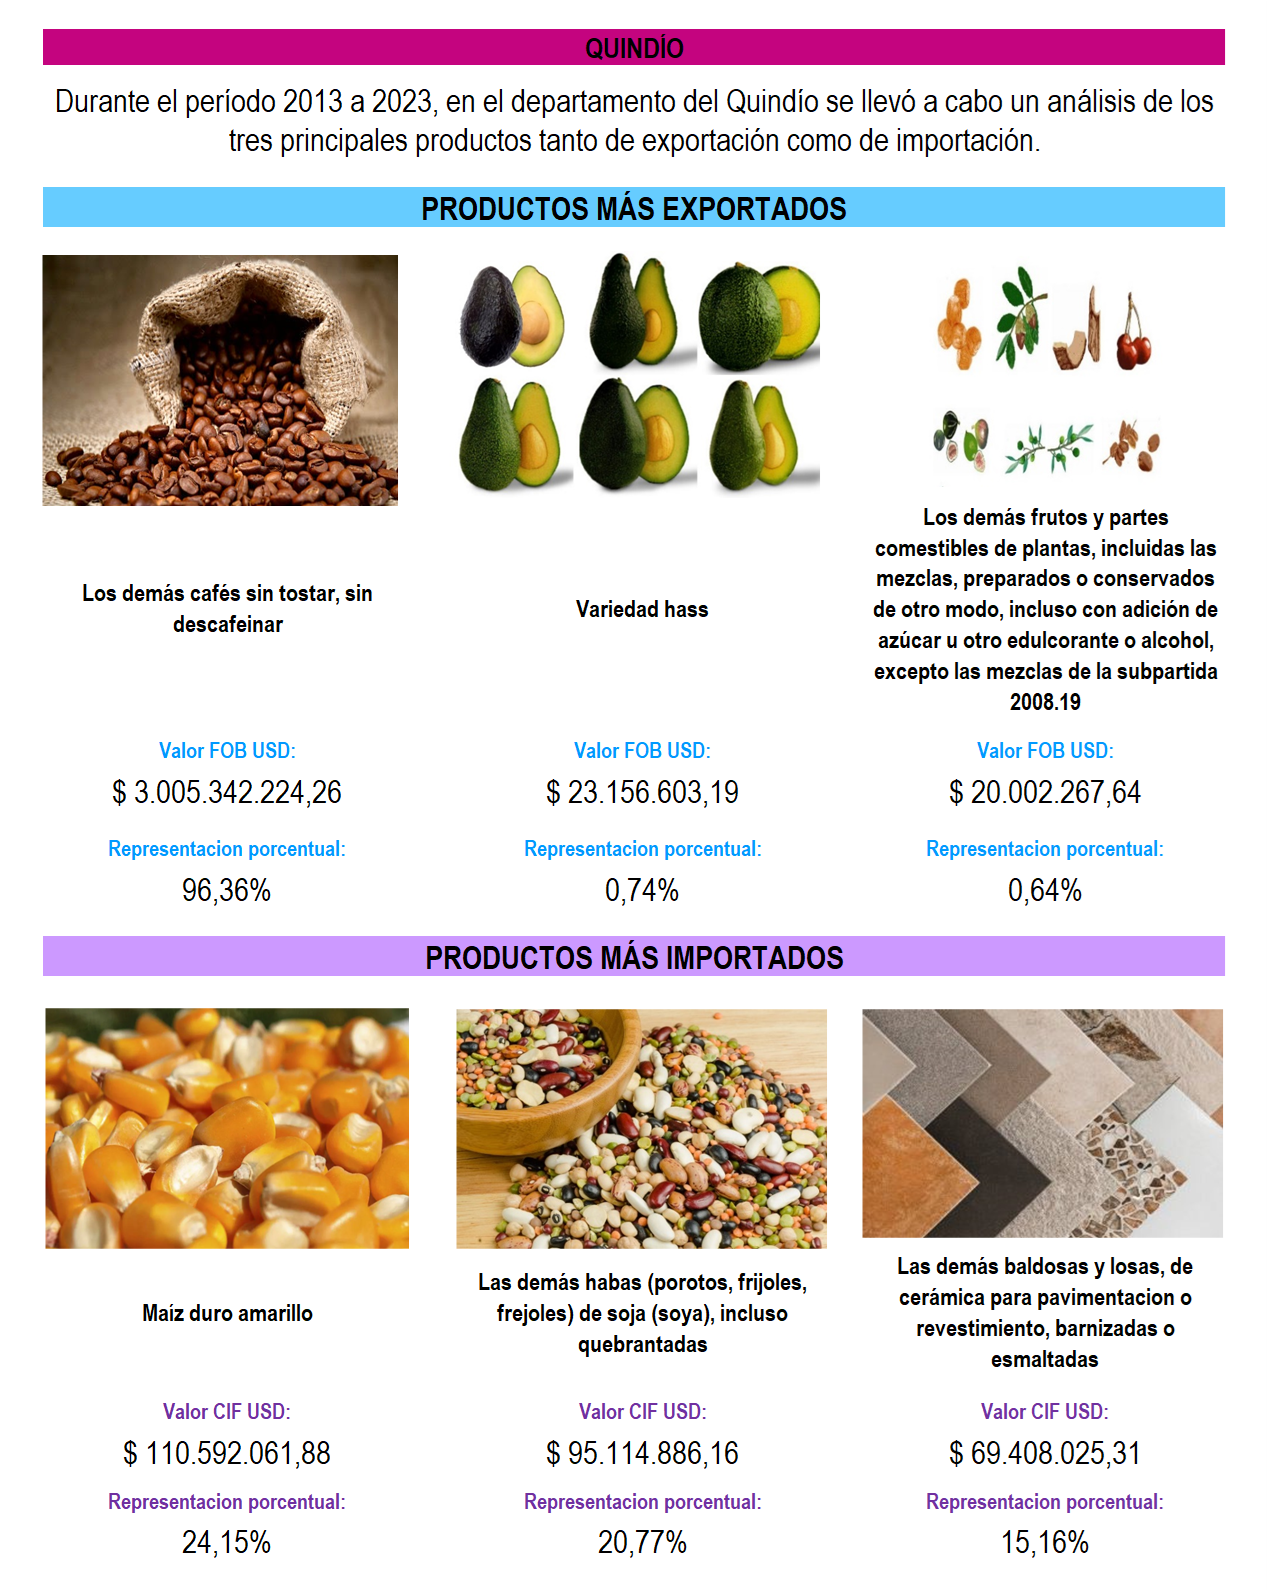 QUINDÍO
Durante el período 2013 a 2023, en el departamento del Quindío se llevó a cabo un análisis de los
tres principales productos tanto de exportación como de importación.
PRODUCTOS MÁS EXPORTADOS
Los demás cafés sin tostar, sin
descafeinar
Variedad hass
Los demás frutos y partes
comestibles de plantas, incluidas las
mezclas, preparados o conservados
de otro modo, incluso con adición de
azúcar u otro edulcorante o alcohol,
excepto las mezclas de la subpartida
2008.19
Valor FOB USD:
$ 3.005.342.224,26
Representacion porcentual:
96,36%
Valor FOB USD:
$ 23.156.603,19
Representacion porcentual:
0,74%
Valor FOB USD:
$ 20.002.267,64
Representacion porcentual:
0,64%
PRODUCTOS MÁS IMPORTADOS
Maíz duro amarillo
Las demás habas (porotos, frijoles,
frejoles) de soja (soya), incluso
quebrantadas
Las demás baldosas y losas, de
cerámica para pavimentacion o
revestimiento, barnizadas o
esmaltadas
Valor CIF USD:
$ 110.592.061,88
Representacion porcentual:
24,15%
Valor CIF USD:
$ 95.114.886,16
Representacion porcentual:
20,77%
Valor CIF USD:
$ 69.408.025,31
Representacion porcentual:
15,16%